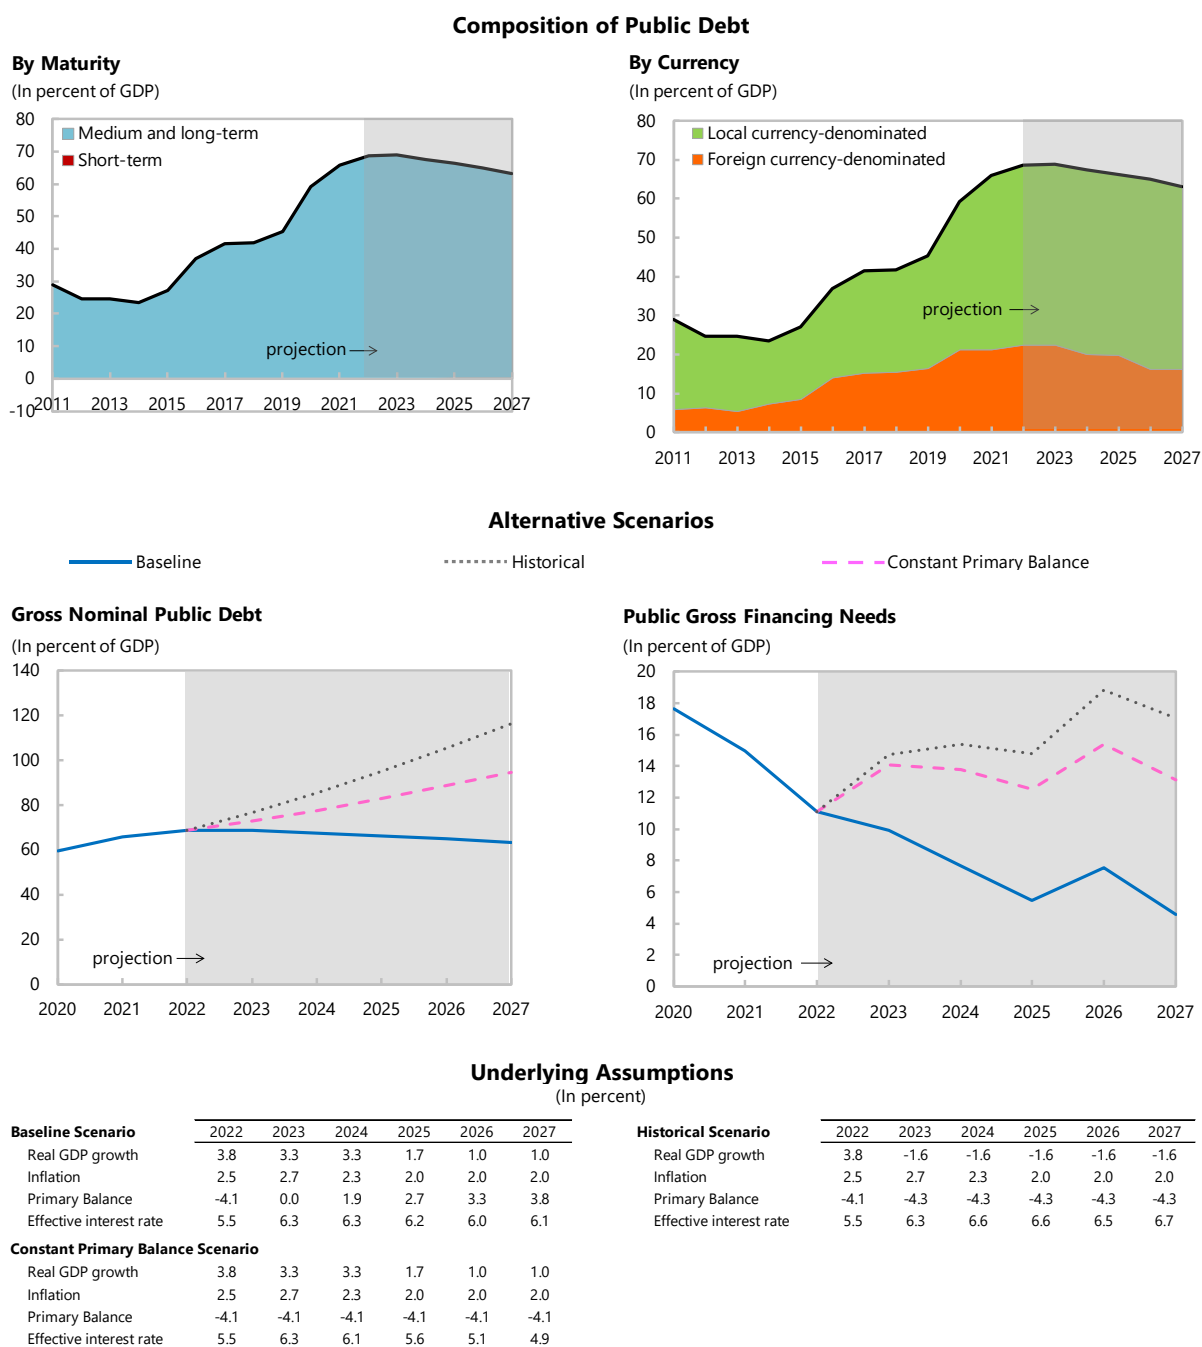 Composition of Public Debt
By Maturity
(In percent of GDP)
80
70
60
50
40
30
20
10
0
-10
Medium and long-term
Short-term
projection
2011 2013 2015 2017 2019 2021 2023 2025 2027
By Currency
(In percent of GDP)
80
70
60
50
40
30
20
10
0
Local currency-denominated
Foreign currency-denominated
projection
2011 2013 2015 2017 2019 2021 2023 2025 2027
Alternative Scenarios
Baseline Historical Constant Primary Balance
Gross Nominal Public Debt
(In percent of GDP)
140
120
100
80
60
40
20
0
projection
2020 2021 2022 2023 2024 2025 2026 2027
Public Gross Financing Needs
(In percent of GDP)
20
18
16
14
12
10
8
6
4
2
0
projection
2020 2021 2022 2023 2024 2025 2026 2027
Underlying Assumptions
(In percent)
Baseline Scenario 2022 2023 2024 2025 2026 2027
Real GDP growth 3.8 3.3 3.3 1.7 1.0 1.0
Inflation 2.5 2.7 2.3 2.0 2.0 2.0
Primary Balance -4.1 0.0 1.9 2.7 3.3 3.8
Effective interest rate 5.5 6.3 6.3 6.2 6.0 6.1
Constant Primary Balance Scenario
Real GDP growth 3.8 3.3 3.3 1.7 1.0 1.0
Inflation 2.5 2.7 2.3 2.0 2.0 2.0
Primary Balance -4.1 -4.1 -4.1 -4.1 -4.1 -4.1
Effective interest rate 5.5 6.3 6.1 5.6 5.1 4.9
Historical Scenario 2022 2023 2024 2025 2026 2027
Real GDP growth 3.8 -1.6 -1.6 -1.6 -1.6 -1.6
Inflation 2.5 2.7 2.3 2.0 2.0 2.0
Primary Balance -4.1 -4.3 -4.3 -4.3 -4.3 -4.3
Effective interest rate 5.5 6.3 6.6 6.6 6.5 6.7